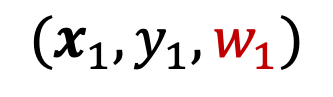 (x₁, y₁, w₁)